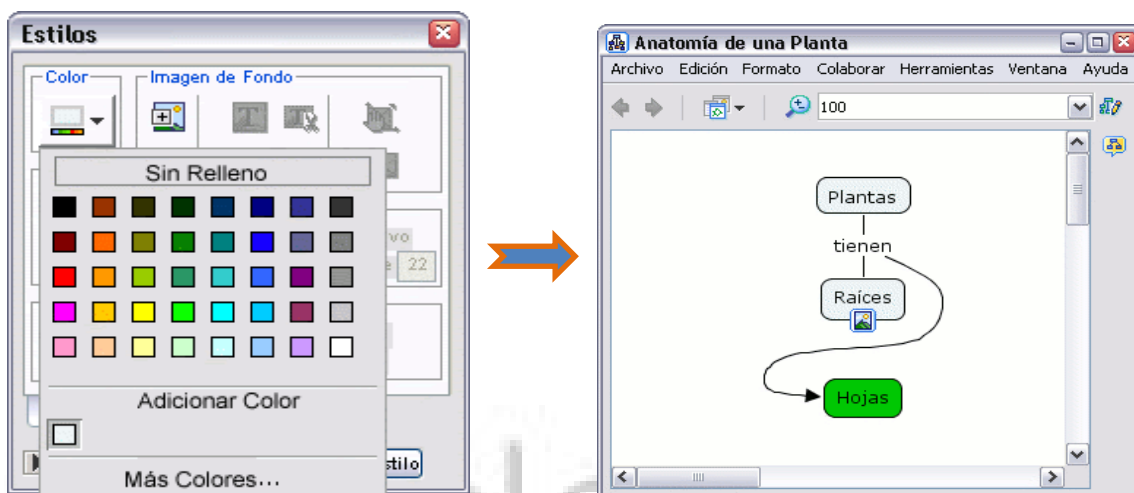 Estilos
Color
Imagen de Fondo
Sin Relleno
22
Adicionar Color
Más Colores...
Anatomía de una Planta
Archivo Edición Formato Colaborar Herramientas Ventana Ayuda
100
Plantas
tienen
Raíces
Hojas